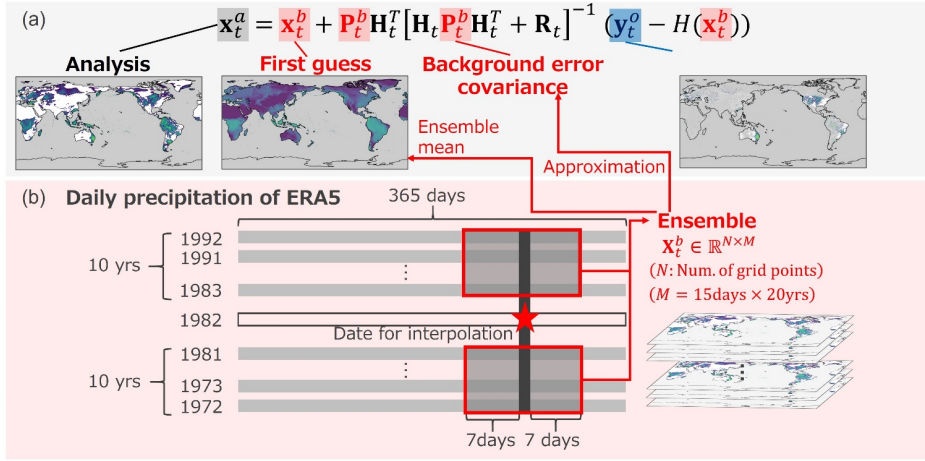 (a)
x_t^a = x_t^b + P_t^b H_t^T [H_t P_t^b H_t^T + R_t]^{-1} (y_t^o − H(x_t^b))
Analysis
First guess
Background error
covariance
Ensemble
mean
Approximation
(b) Daily precipitation of ERA5
365 days
10 yrs
1992
1991
⋮
1983
1982
Date for interpolation
10 yrs
1981
⋮
1973
1972
7days
7 days
Ensemble
X_t^b ∈ ℝ^{N×M}
(N: Num. of grid points)
(M = 15days × 20yrs)
⋮